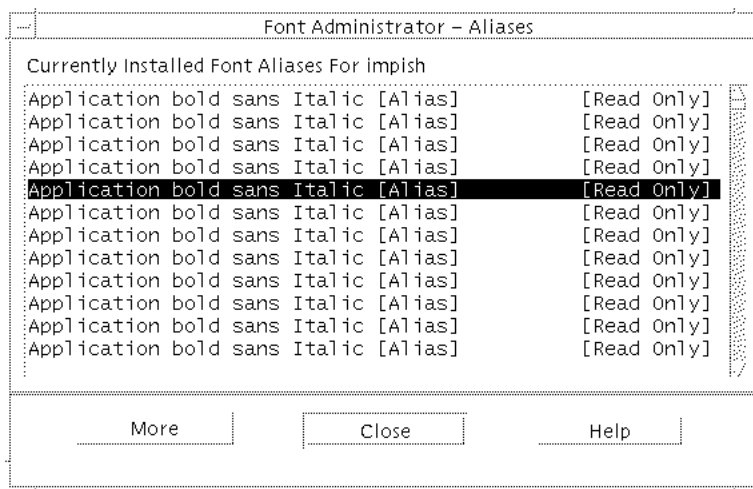 Font Administrator – Aliases
Currently Installed Font Aliases For impish
Application bold sans Italic [Alias] [Read Only]
Application bold sans Italic [Alias] [Read Only]
Application bold sans Italic [Alias] [Read Only]
Application bold sans Italic [Alias] [Read Only]
Application bold sans Italic [Alias] [Read Only]
Application bold sans Italic [Alias] [Read Only]
Application bold sans Italic [Alias] [Read Only]
Application bold sans Italic [Alias] [Read Only]
Application bold sans Italic [Alias] [Read Only]
Application bold sans Italic [Alias] [Read Only]
Application bold sans Italic [Alias] [Read Only]
Application bold sans Italic [Alias] [Read Only]
More Close Help